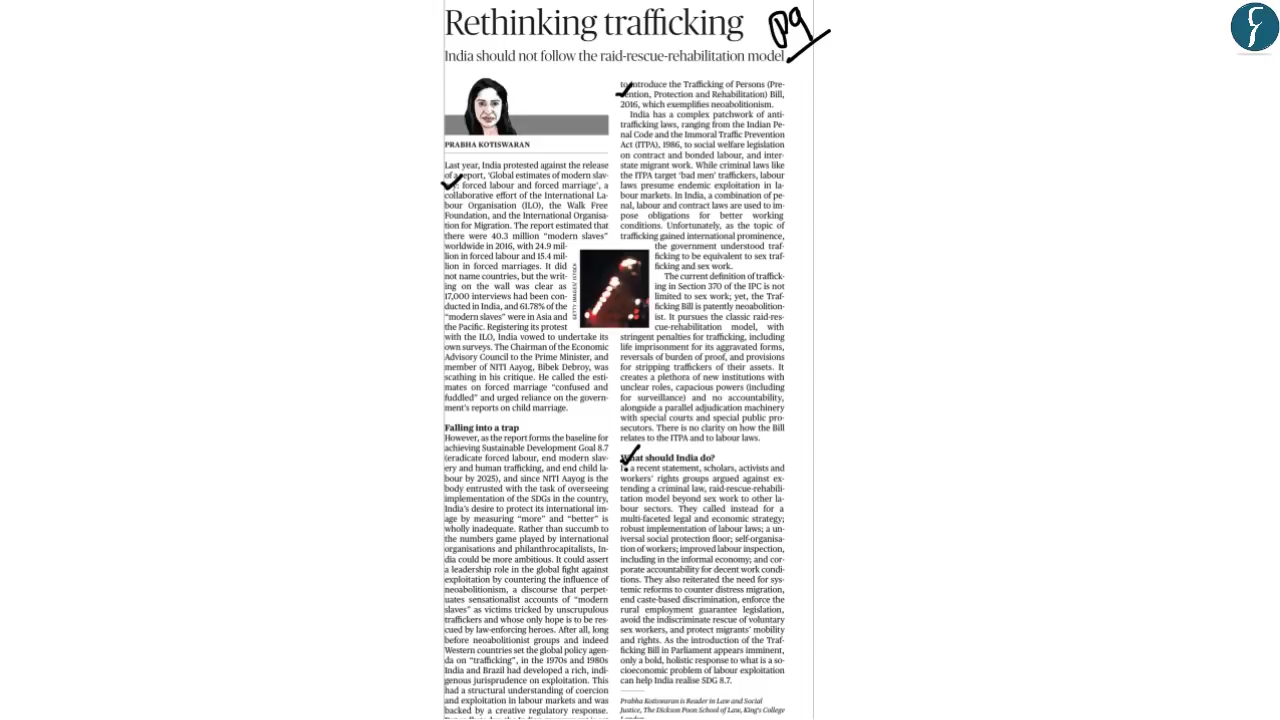 Rethinking trafficking
pg
India should not follow the raid-rescue-rehabilitation model
PRABHA KOTISWARAN
Last year, India protested against the release
of a report, ‘Global estimates of modern slav-
forced labour and forced marriage’, a
collaborative effort of the International La-
bour Organisation (ILO), the Walk Free
Foundation, and the International Organisa-
tion for Migration. The report estimated that
there were 40.3 million “modern slaves”
worldwide in 2016, with 24.9 mil-
lion in forced labour and 15.4 mil-
lion in forced marriages. It did
not name countries, but the writ-
ing on the wall was clear as
17,000 interviews had been con-
ducted in India, and 61.78% of the
“modern slaves” were in Asia and
the Pacific. Registering its protest
with the ILO, India vowed to undertake its
own surveys. The Chairman of the Economic
Advisory Council to the Prime Minister, and
member of NITI Aayog, Bibek Debroy, was
scathing in his critique. He called the esti-
mates on forced marriage “confused and
fuddled” and urged reliance on the govern-
ment’s reports on child marriage.
Falling into a trap
However, as the report forms the baseline for
achieving Sustainable Development Goal 8.7
(eradicate forced labour, end modern slav-
ery and human trafficking, and end child la-
bour by 2025), and since NITI Aayog is the
body entrusted with the task of overseeing
implementation of the SDGs in the country,
India’s desire to protect its international im-
age by measuring “more” and “better” is
wholly inadequate. Rather than succumb to
the numbers game played by international
organisations and philanthrocapitalists, In-
dia could be more ambitious. It could assert
a leadership role in the global fight against
exploitation by countering the influence of
neoabolitionism, a discourse that perpet-
uates sensationalist accounts of “modern
slaves” as victims tricked by unscrupulous
traffickers and whose only hope is to be res-
cued by law-enforcing heroes. After all, long
before neoabolitionist groups and indeed
Western countries set the global policy agen-
da on “trafficking”, in the 1970s and 1980s
India and Brazil had developed a rich, indi-
genous jurisprudence on exploitation. This
had a structural understanding of coercion
and exploitation in labour markets and was
backed by a creative regulatory response.
GETTY IMAGES/ ISTOCK
to introduce the Trafficking of Persons (Pre-
vention, Protection and Rehabilitation) Bill,
2016, which exemplifies neoabolitionism.
India has a complex patchwork of anti-
trafficking laws, ranging from the Indian Pe-
nal Code and the Immoral Traffic Prevention
Act (ITPA), 1986, to social welfare legislation
on contract and bonded labour, and inter-
state migrant work. While criminal laws like
the ITPA target ‘bad men’ traffickers, labour
laws presume endemic exploitation in la-
bour markets. In India, a combination of pe-
nal, labour and contract laws are used to im-
pose obligations for better working
conditions. Unfortunately, as the topic of
trafficking gained international prominence,
the government understood traf-
ficking to be equivalent to sex traf-
ficking and sex work.
The current definition of traffick-
ing in Section 370 of the IPC is not
limited to sex work; yet, the Traf-
ficking Bill is patently neoabolition-
ist. It pursues the classic raid-res-
cue-rehabilitation model, with
stringent penalties for trafficking, including
life imprisonment for its aggravated forms,
reversals of burden of proof, and provisions
for stripping traffickers of their assets. It
creates a plethora of new institutions with
unclear roles, capacious powers (including
for surveillance) and no accountability,
alongside a parallel adjudication machinery
with special courts and special public pro-
secutors. There is no clarity on how the Bill
relates to the ITPA and to labour laws.
What should India do?
In a recent statement, scholars, activists and
workers’ rights groups argued against ex-
tending a criminal law, raid-rescue-rehabili-
tation model beyond sex work to other la-
bour sectors. They called instead for a
multi-faceted legal and economic strategy;
robust implementation of labour laws; a un-
iversal social protection floor; self-organisa-
tion of workers; improved labour inspection,
including in the informal economy; and cor-
porate accountability for decent work condi-
tions. They also reiterated the need for sys-
temic reforms to counter distress migration,
end caste-based discrimination, enforce the
rural employment guarantee legislation,
avoid the indiscriminate rescue of voluntary
sex workers, and protect migrants’ mobility
and rights. As the introduction of the Traf-
ficking Bill in Parliament appears imminent,
only a bold, holistic response to what is a so-
cioeconomic problem of labour exploitation
can help India realise SDG 8.7.
Prabha Kotiswaran is Reader in Law and Social
Justice, The Dickson Poon School of Law, King’s College